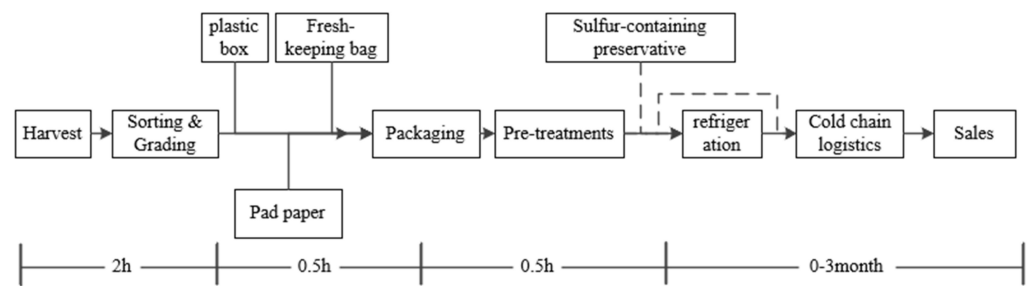 plastic
box
Fresh-
keeping bag
Sulfur-containing
preservative
Harvest
Sorting &
Grading
Packaging
Pre-treatments
refriger
ation
Cold chain
logistics
Sales
Pad paper
2h
0.5h
0.5h
0-3month